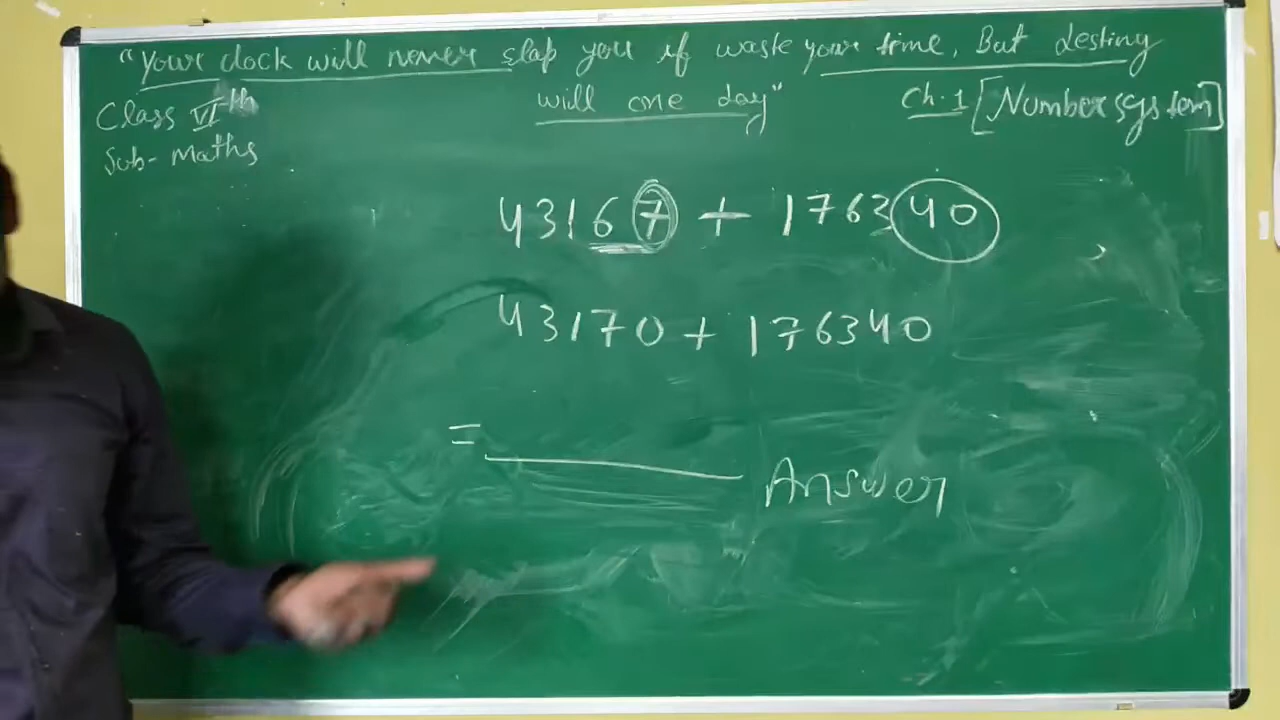 "Your clock will never slap you if waste your time, But destiny
will one day"
Class VIth
Sub- Maths
Ch.1 [Number system]
43167 + 176340
43170 + 176340
= ________ Answer